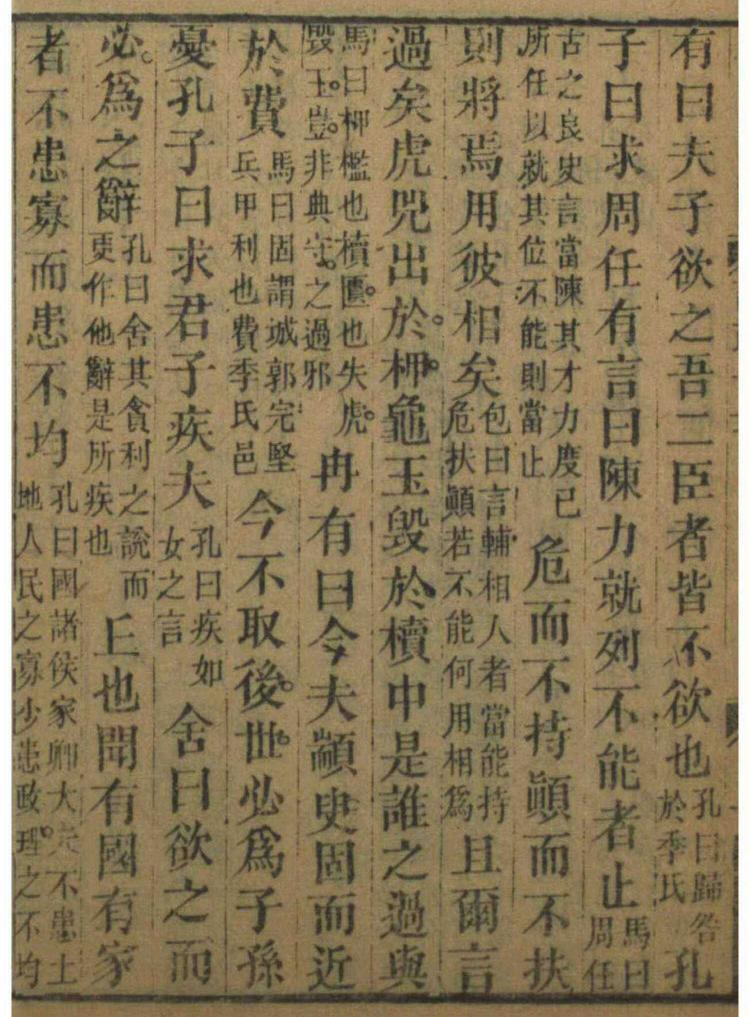 有曰夫子欲之吾二臣者皆不欲也孔曰歸咎於季氏孔
子曰求周任有言曰陳力就列不能者止馬曰周任
古之良史言當陳其才力度己所任以就其位不能則當止危而不持顚而不扶
則將焉用彼相矣包曰言輔相人者當能持危扶顚若不能何用相爲且爾言
過矣虎兕出於柙龜玉毀於櫝中是誰之過與
馬曰柙檻也櫝匱也失虎毀玉豈非典守之過邪冉有曰今夫顓臾固而近
於費馬曰固謂城郭完堅兵甲利也費季氏邑今不取後世必爲子孫
憂孔子曰求君子疾夫孔曰疾如女之言舍曰欲之而
必爲之辭孔曰舍其貪利之說而更作他辭是所疾也丘也聞有國有家
者不患寡而患不均孔曰國諸侯家卿大夫不患土地人民之寡少患政理之不均